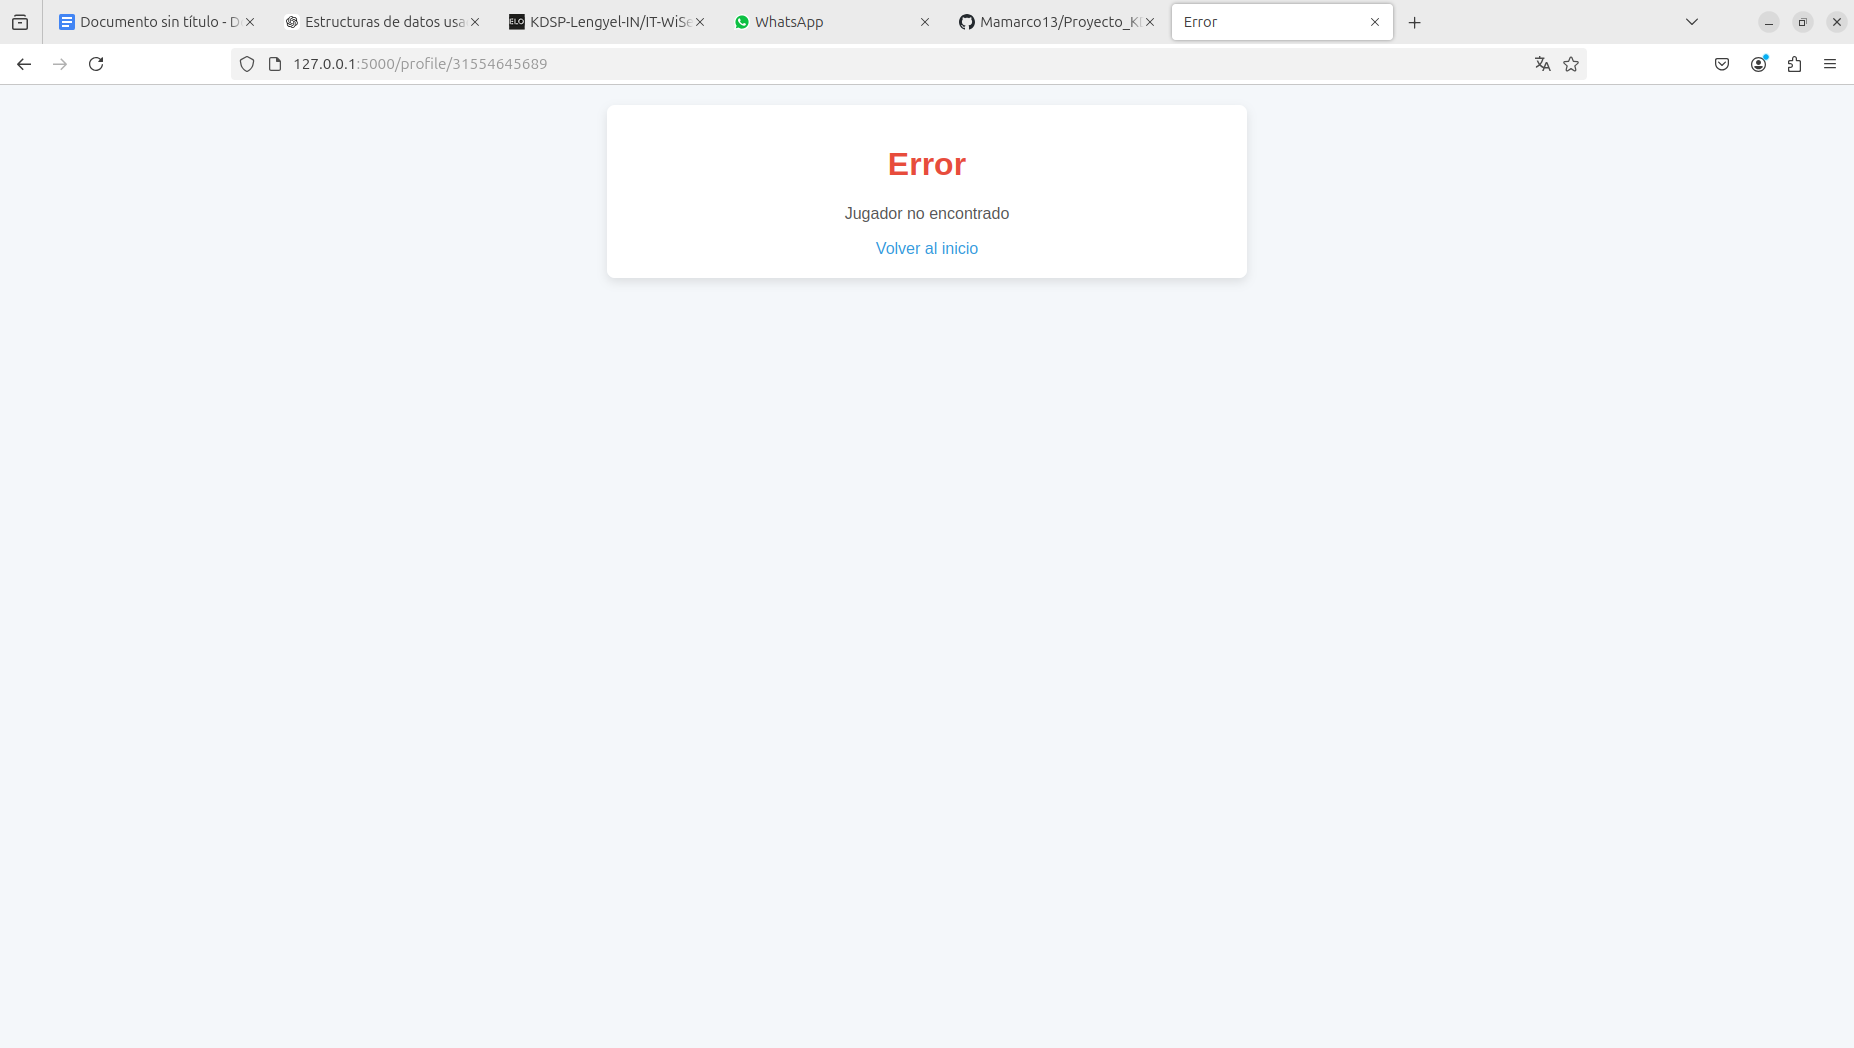 Documento sin título - D
Estructuras de datos usa
KDSP-Lengyel-IN/IT-WiSe
WhatsApp
Mamarco13/Proyecto_K
Error
127.0.0.1:5000/profile/31554645689
Error
Jugador no encontrado
Volver al inicio